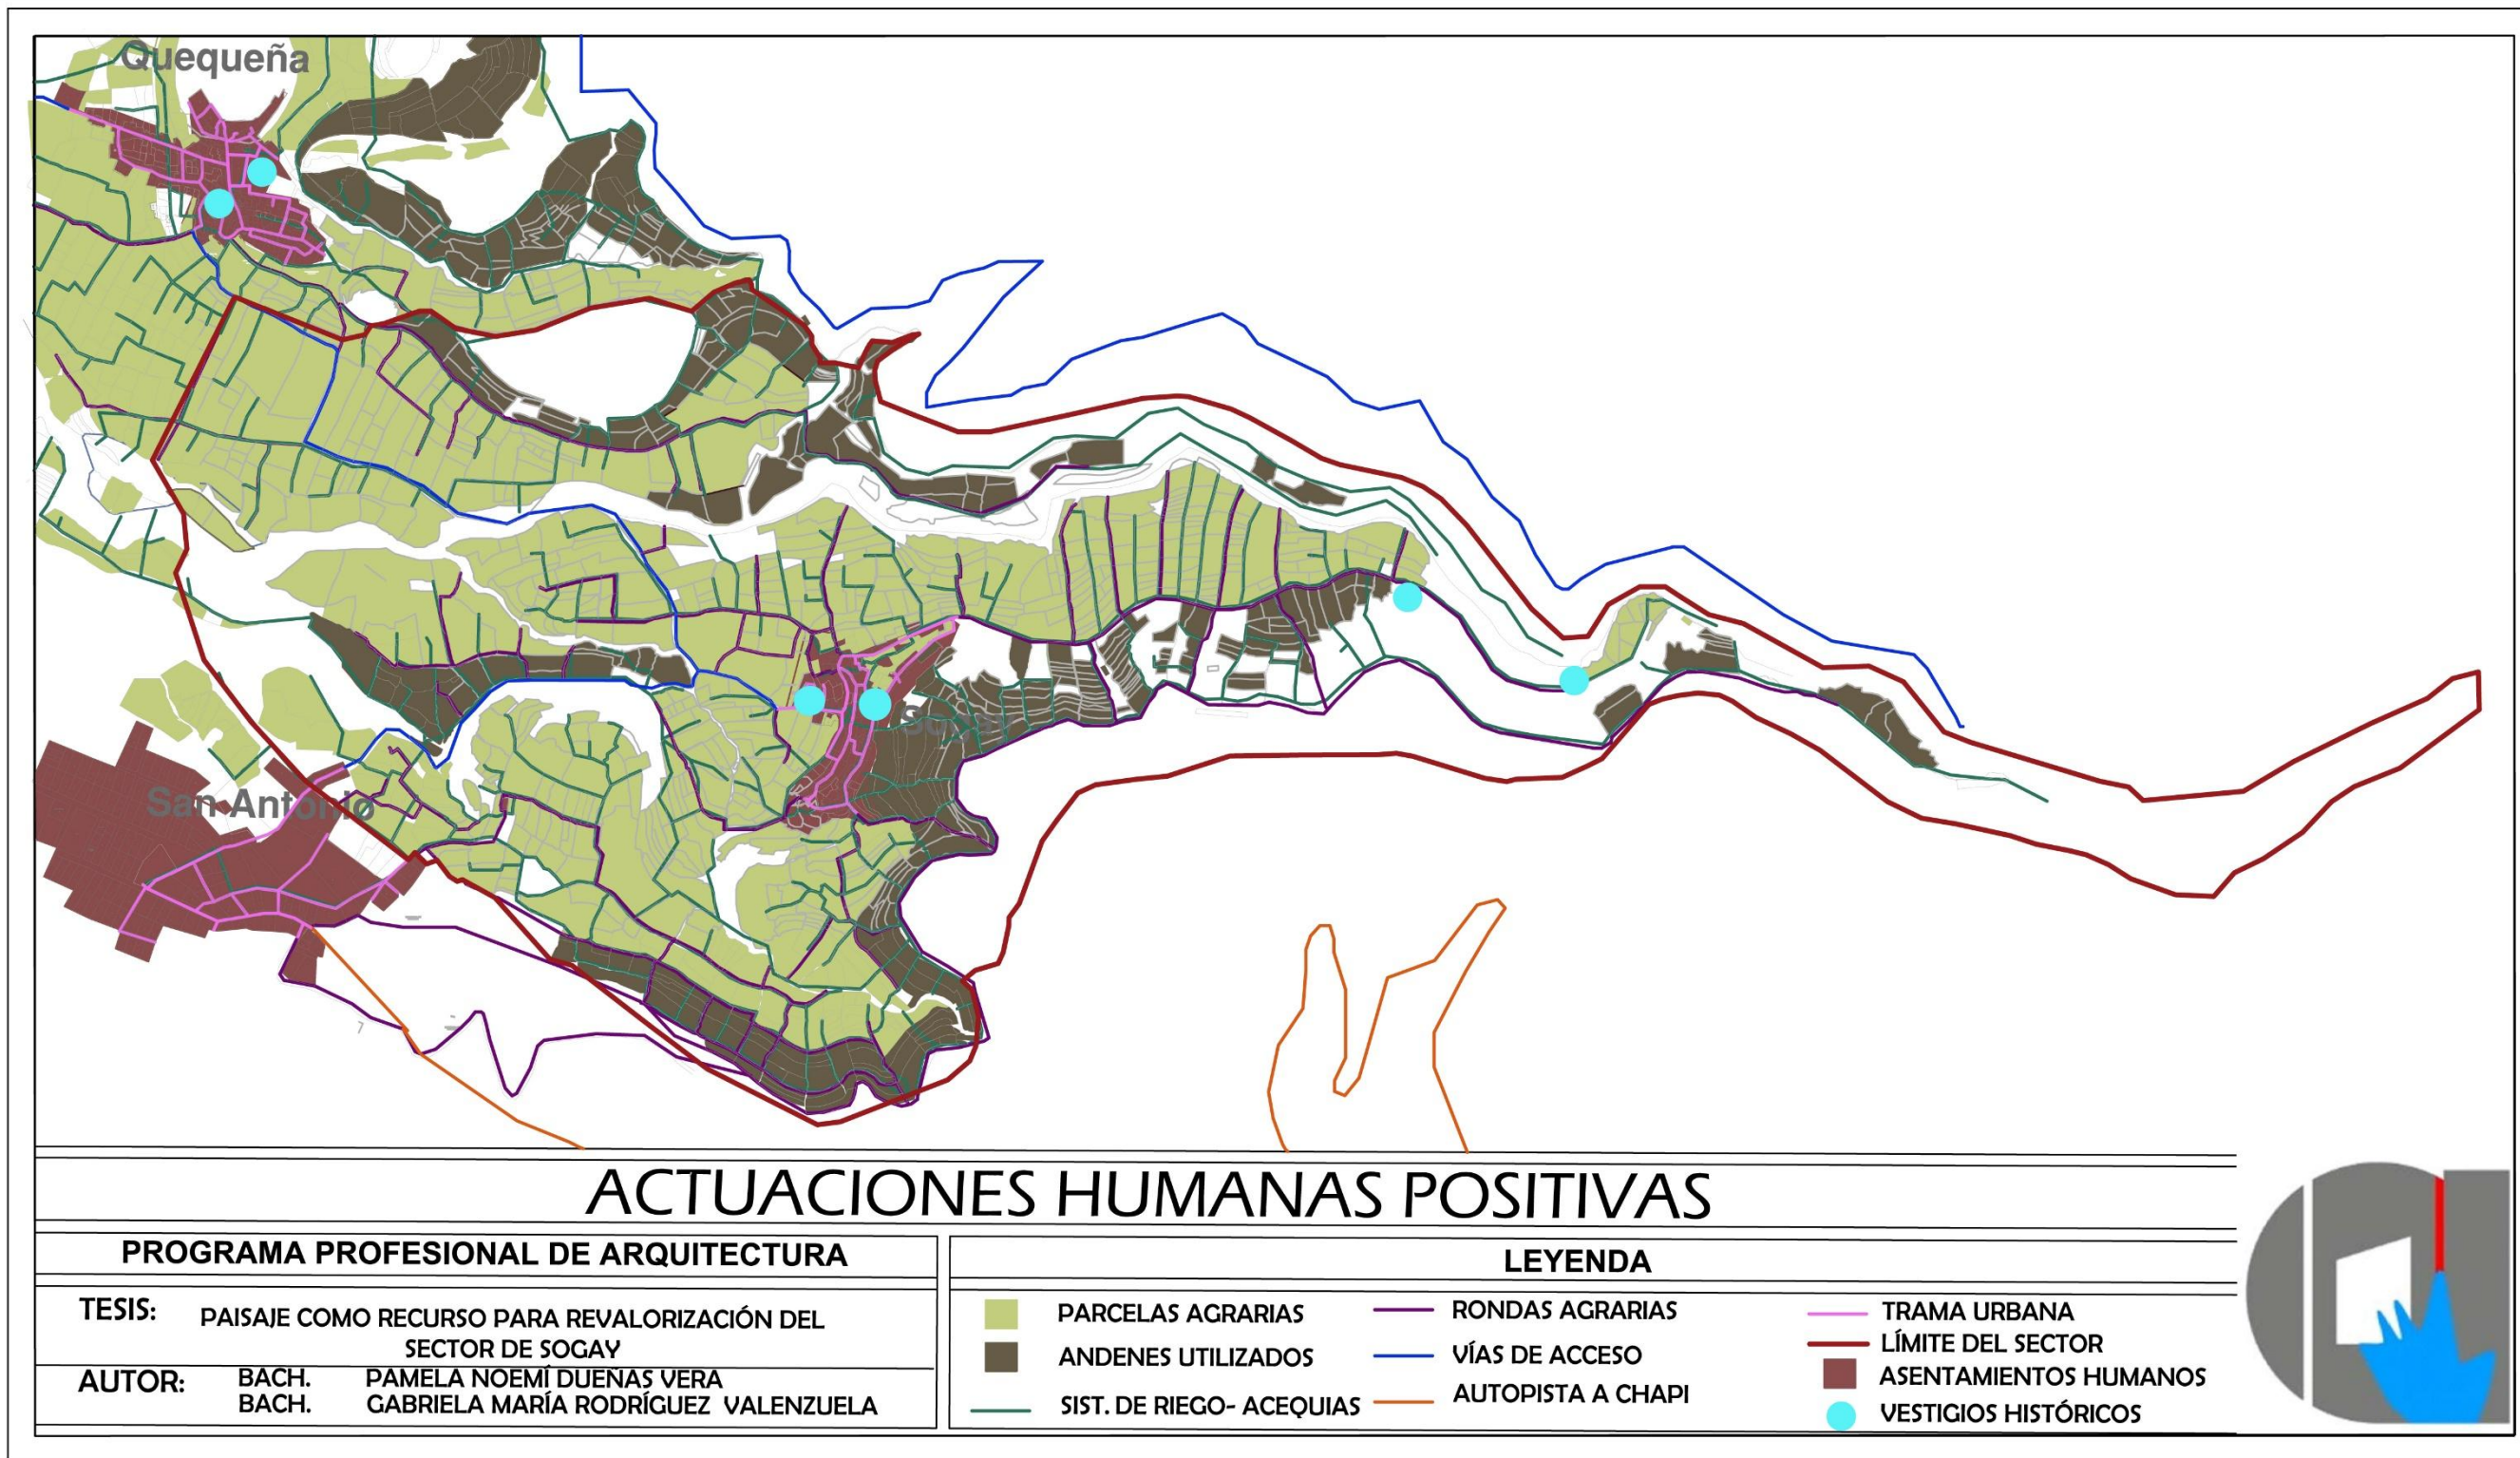 Quequeña
Sogay
San Antonio
ACTUACIONES HUMANAS POSITIVAS
PROGRAMA PROFESIONAL DE ARQUITECTURA
TESIS: PAISAJE COMO RECURSO PARA REVALORIZACIÓN DEL
SECTOR DE SOGAY
AUTOR: BACH. PAMELA NOEMÍ DUEÑAS VERA
BACH. GABRIELA MARÍA RODRÍGUEZ VALENZUELA
LEYENDA
PARCELAS AGRARIAS
ANDENES UTILIZADOS
SIST. DE RIEGO- ACEQUIAS
RONDAS AGRARIAS
VÍAS DE ACCESO
AUTOPISTA A CHAPI
TRAMA URBANA
LÍMITE DEL SECTOR
ASENTAMIENTOS HUMANOS
VESTIGIOS HISTÓRICOS